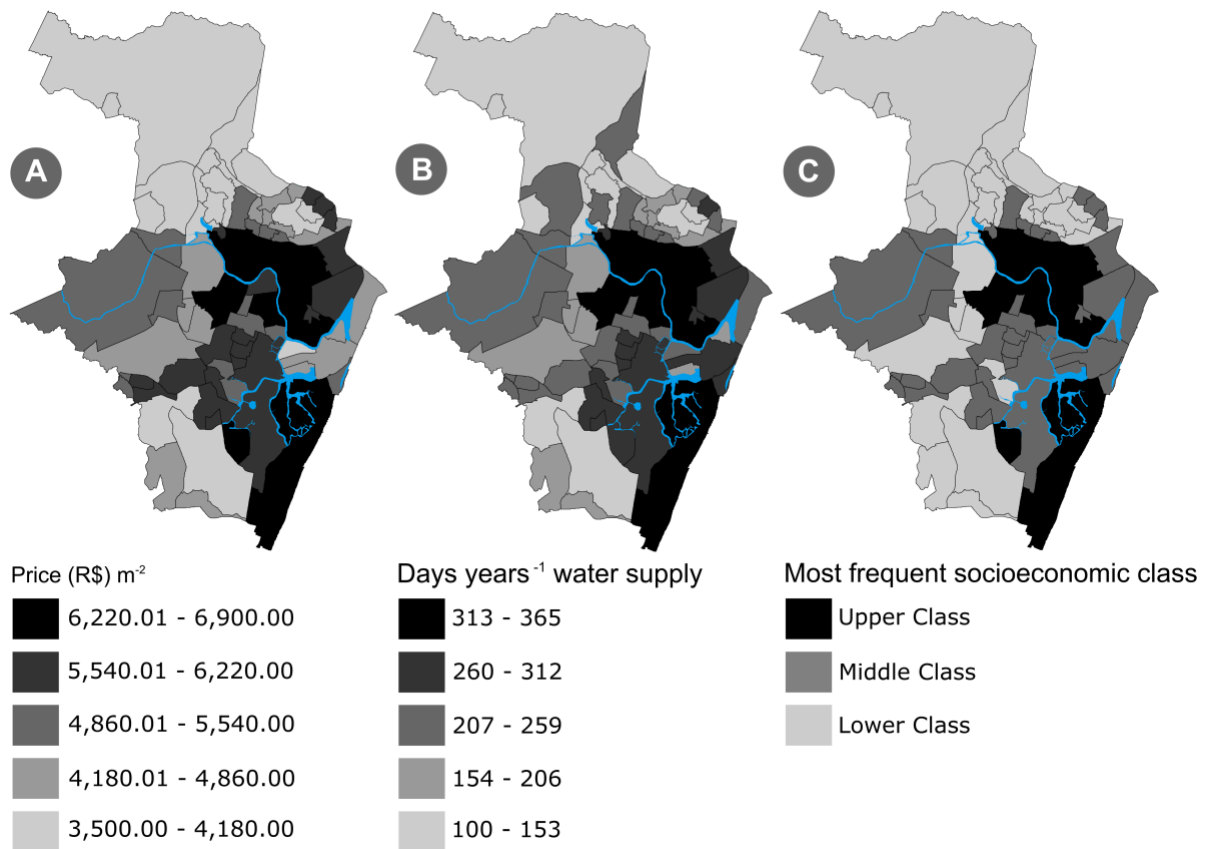 A
B
C
Price (R$) m⁻²
6,220.01 - 6,900.00
5,540.01 - 6,220.00
4,860.01 - 5,540.00
4,180.01 - 4,860.00
3,500.00 - 4,180.00
Days years⁻¹ water supply
313 - 365
260 - 312
207 - 259
154 - 206
100 - 153
Most frequent socioeconomic class
Upper Class
Middle Class
Lower Class